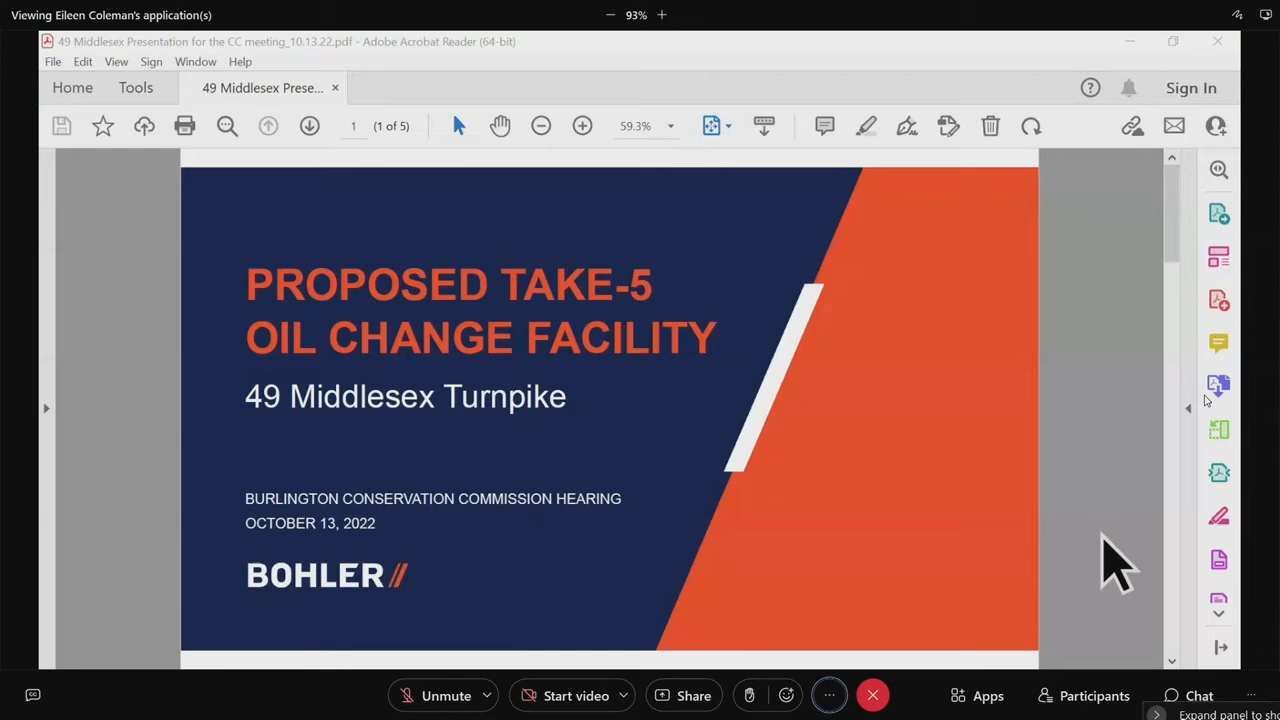 Viewing Eileen Coleman's application(s)
93%
49 Middlesex Presentation for the CC meeting_10.13.22.pdf - Adobe Acrobat Reader (64-bit)
File Edit View Sign Window Help
Home Tools 49 Middlesex Prese... Sign In
1 (1 of 5) 59.3%
PROPOSED TAKE-5
OIL CHANGE FACILITY
49 Middlesex Turnpike
BURLINGTON CONSERVATION COMMISSION HEARING
OCTOBER 13, 2022
BOHLER//
Unmute Start video Share Apps Participants Chat
Expand panel to sho